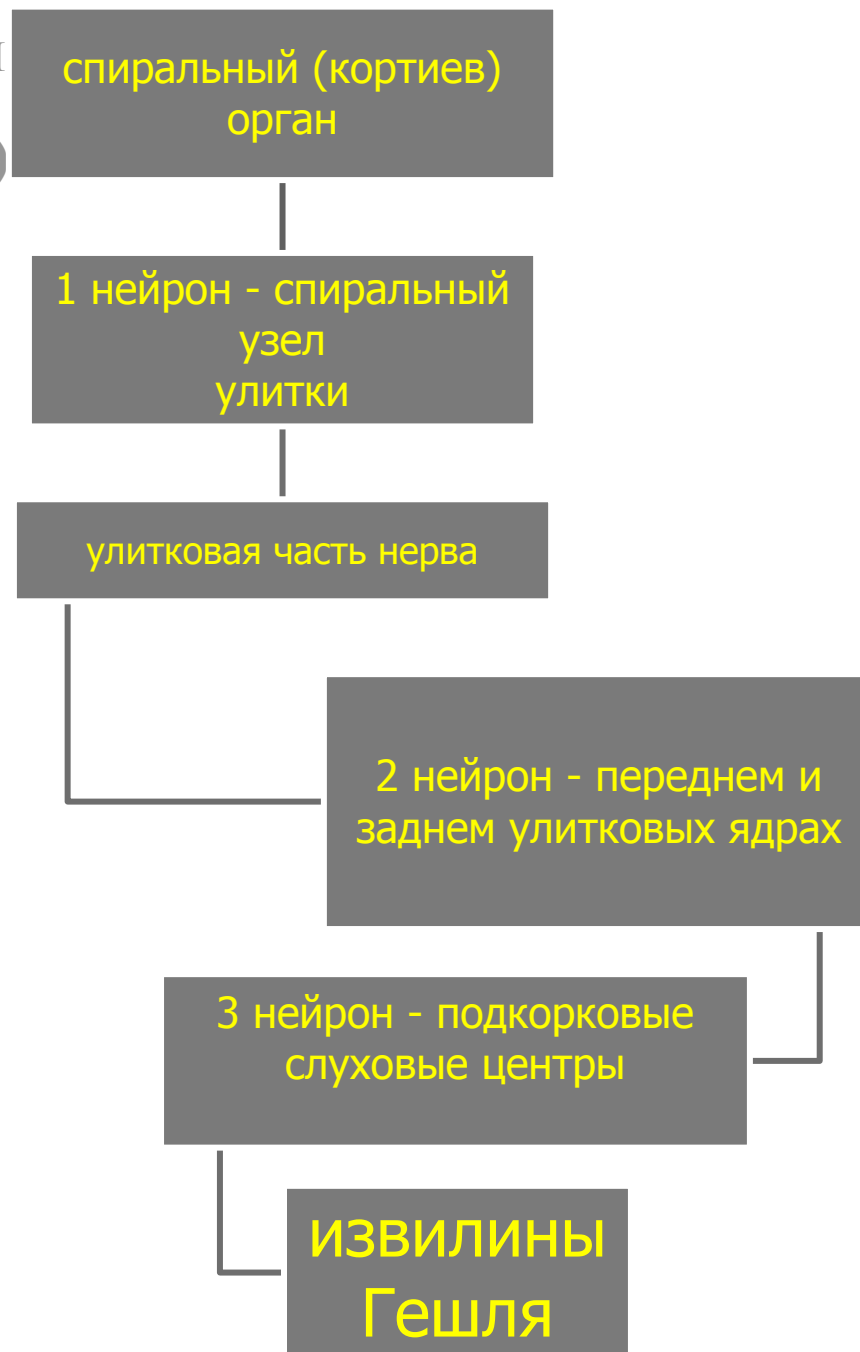 спиральный (кортиев)
орган
1 нейрон - спиральный
узел
улитки
улитковая часть нерва
2 нейрон - переднем и
заднем улитковых ядрах
3 нейрон - подкорковые
слуховые центры
извилины
Гешля